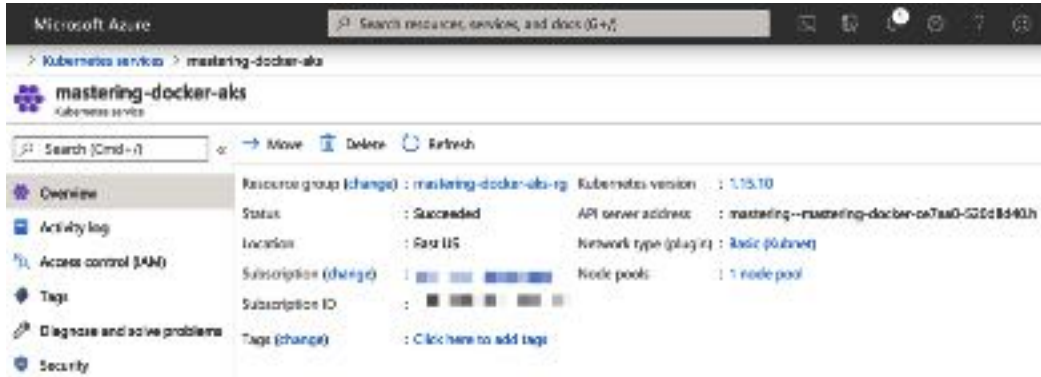 Microsoft Azure
Search resources, services, and docs (G+/)
> Kubernetes services > mastering-docker-aks
mastering-docker-aks
Kubernetes service
Search (Cmd+/)
«
Move
Delete
Refresh
Overview
Activity log
Access control (IAM)
Tags
Diagnose and solve problems
Security
Resource group (change) : mastering-docker-aks-rg
Status : Succeeded
Location : East US
Subscription (change) :
Subscription ID :
Tags (change) : Click here to add tags
Kubernetes version : 1.15.10
API server address :
Network type (plugin) : Basic (Kubenet)
Node pools : 1 node pool